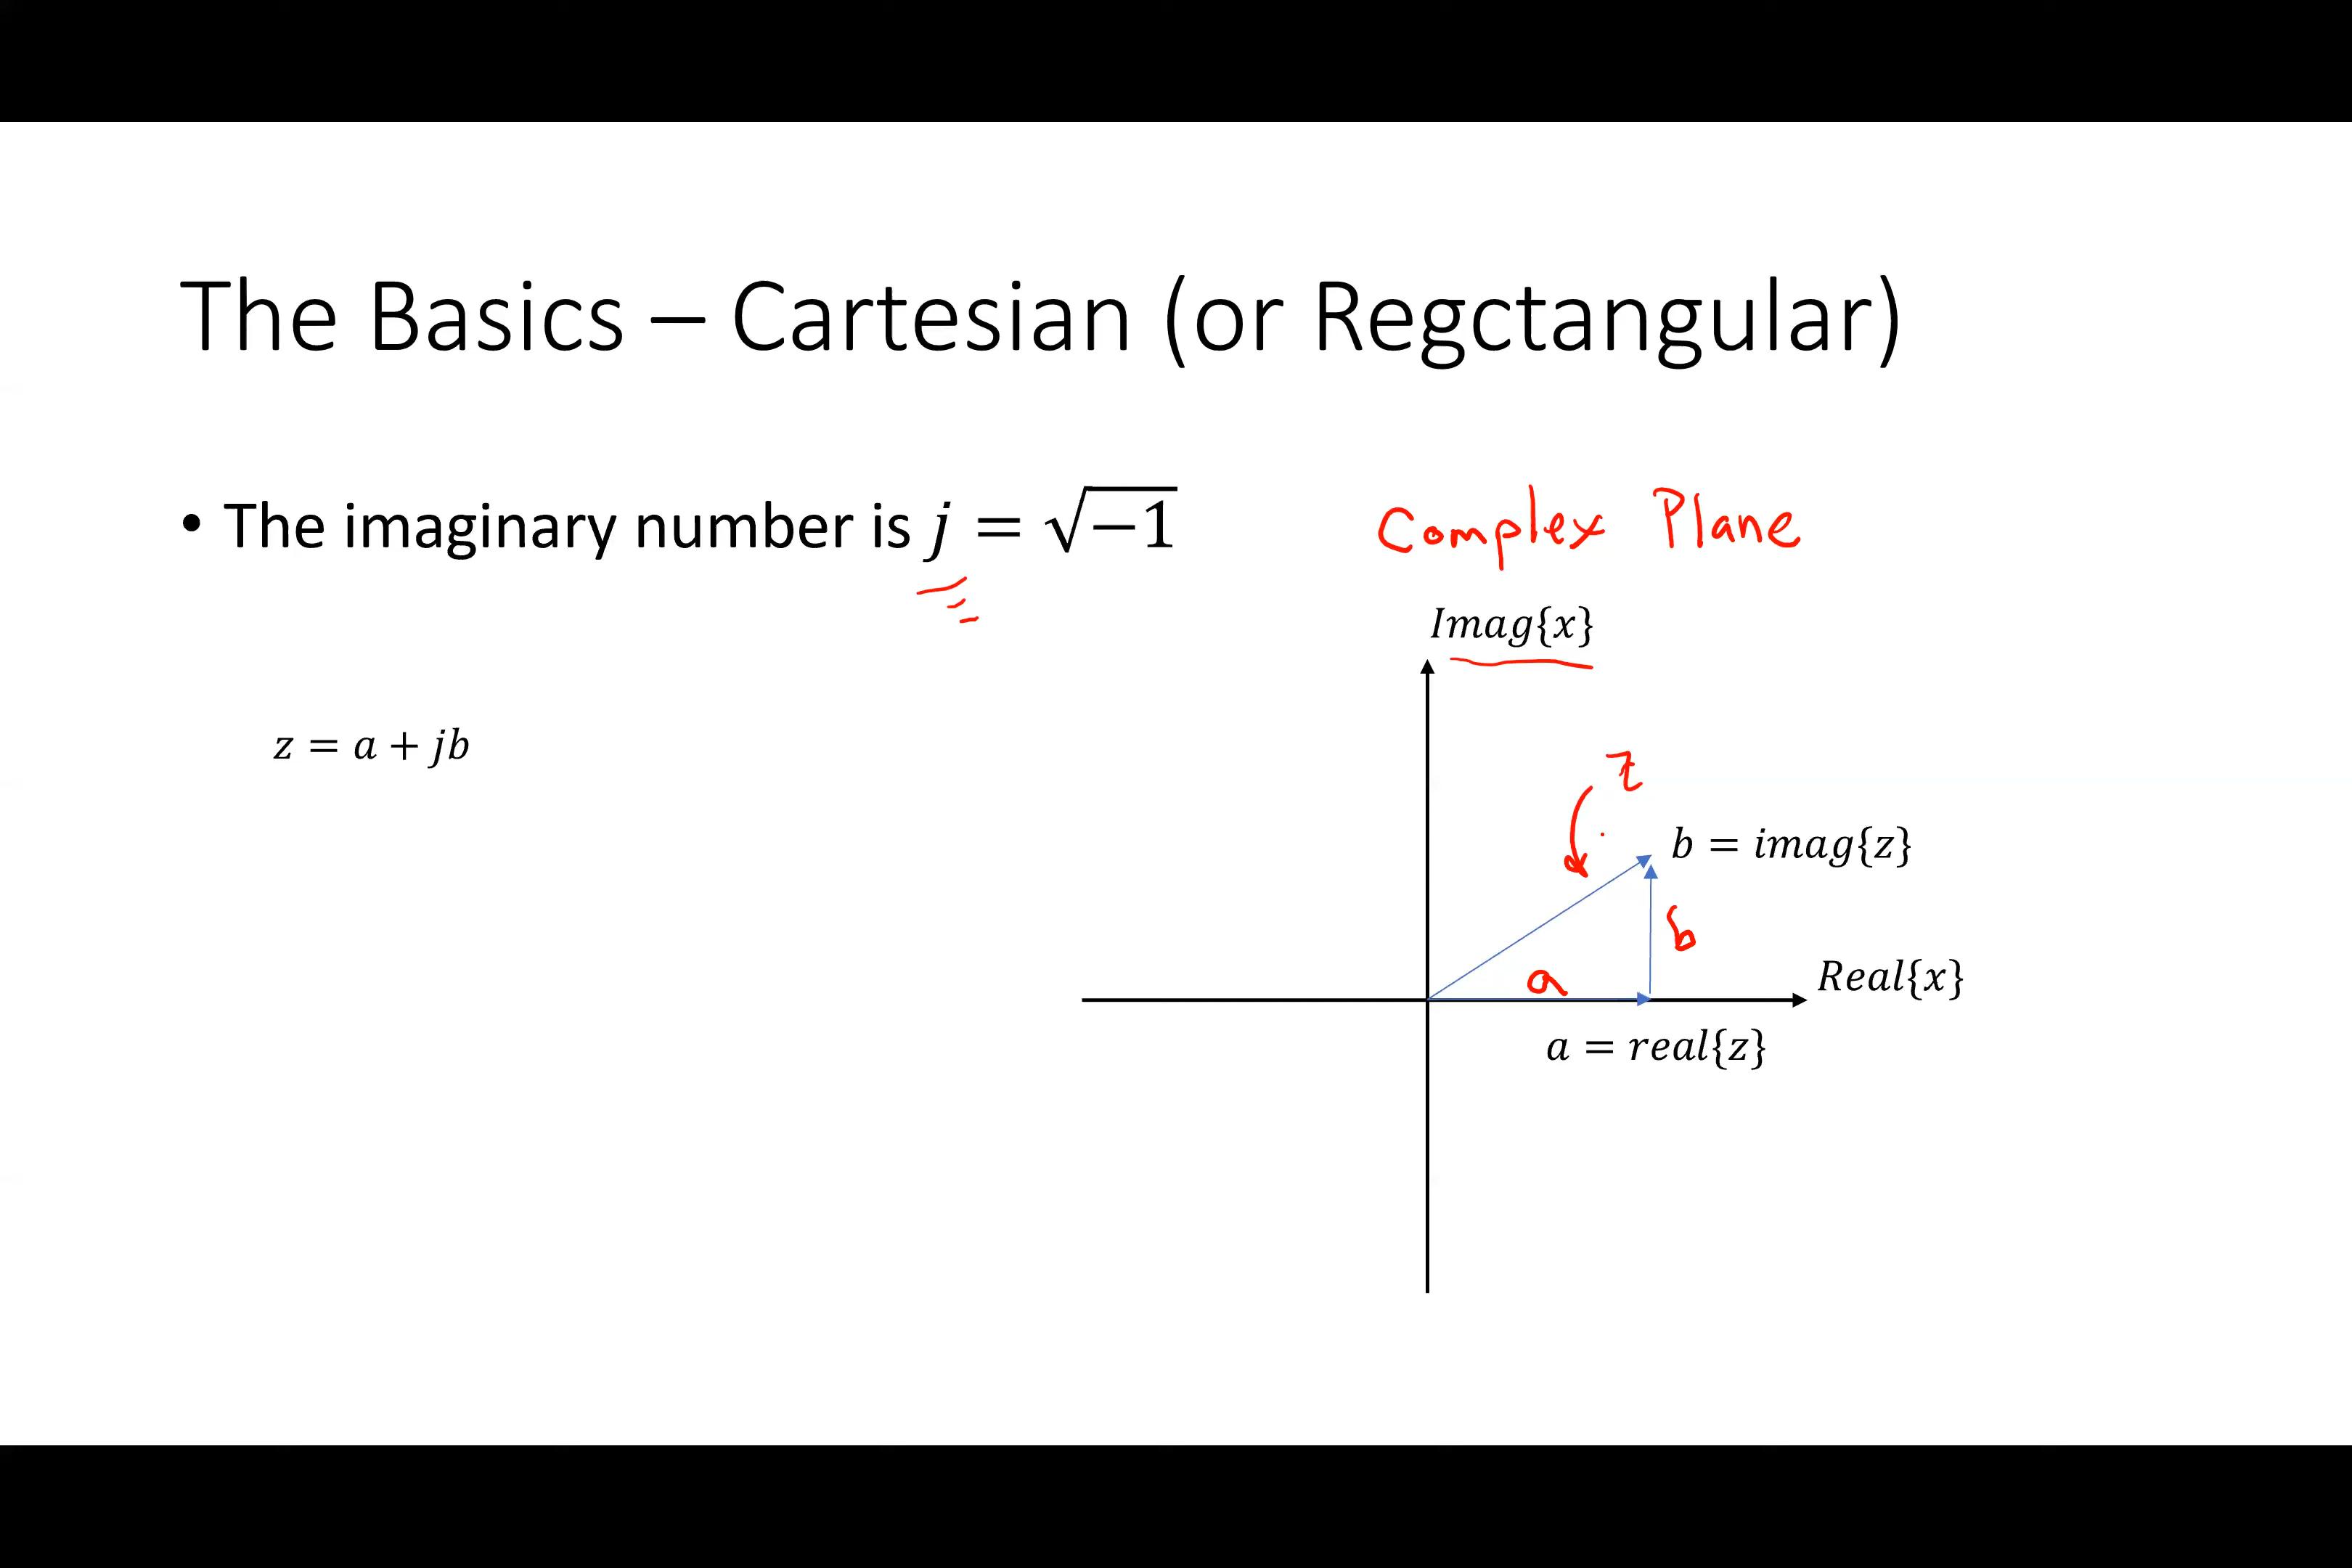 The Basics – Cartesian (or Regctangular)
• The imaginary number is j = √−1
Complex Plane
Imag{x}
z = a + jb
z
b = imag{z}
b
a
Real{x}
a = real{z}